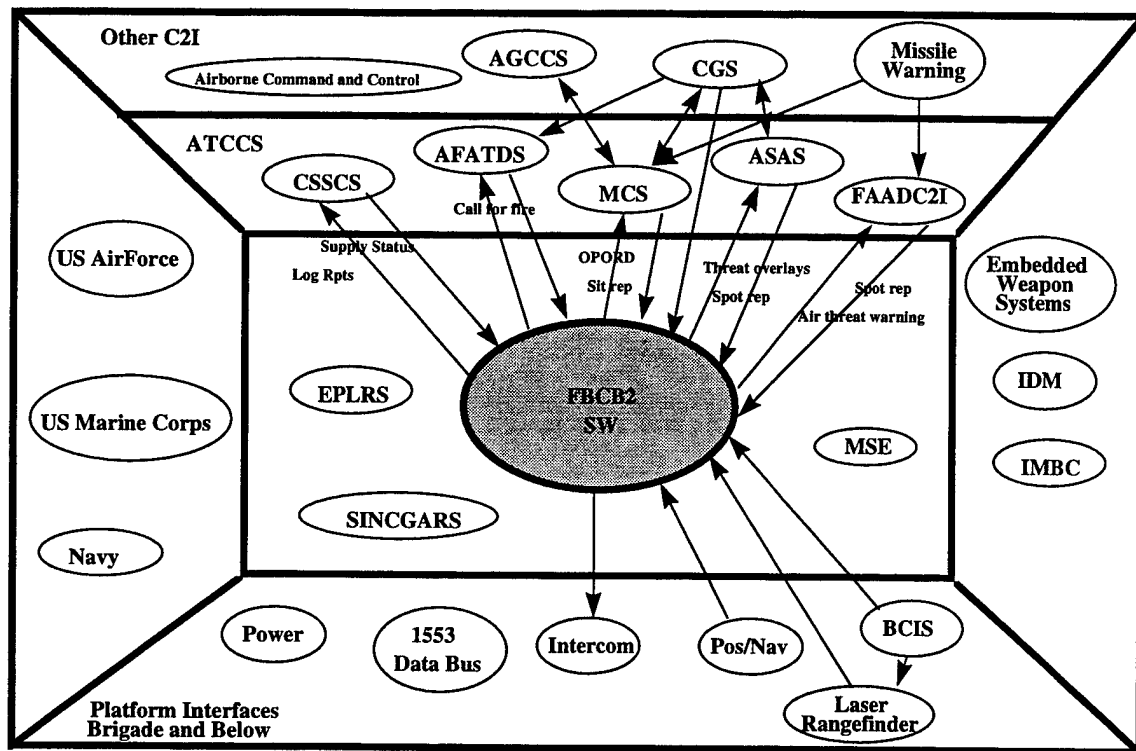 Other C2I
Airborne Command and Control
AGCCS
CGS
Missile
Warning
ATCCS
CSSCS
AFATDS
MCS
ASAS
FAADC2I
Call for fire
Supply Status
Log Rpts
OPORD
Sit rep
Threat overlays
Spot rep
Spot rep
Air threat warning
US AirForce
US Marine Corps
Navy
EPLRS
SINCGARS
FBCB2
SW
MSE
Embedded
Weapon
Systems
IDM
IMBC
Power
1553
Data Bus
Intercom
Pos/Nav
BCIS
Laser
Rangefinder
Platform Interfaces
Brigade and Below